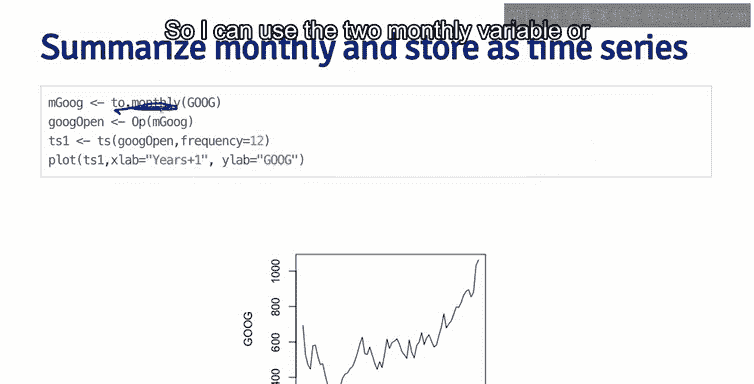 So I can use the two monthly variable or
Summarize monthly and store as time series
mGoog <- to.monthly(GOOG)
googOpen <- Op(mGoog)
ts1 <- ts(googOpen,frequency=12)
plot(ts1,xlab="Years+1", ylab="GOOG")
1000
800
600
400
GOOG